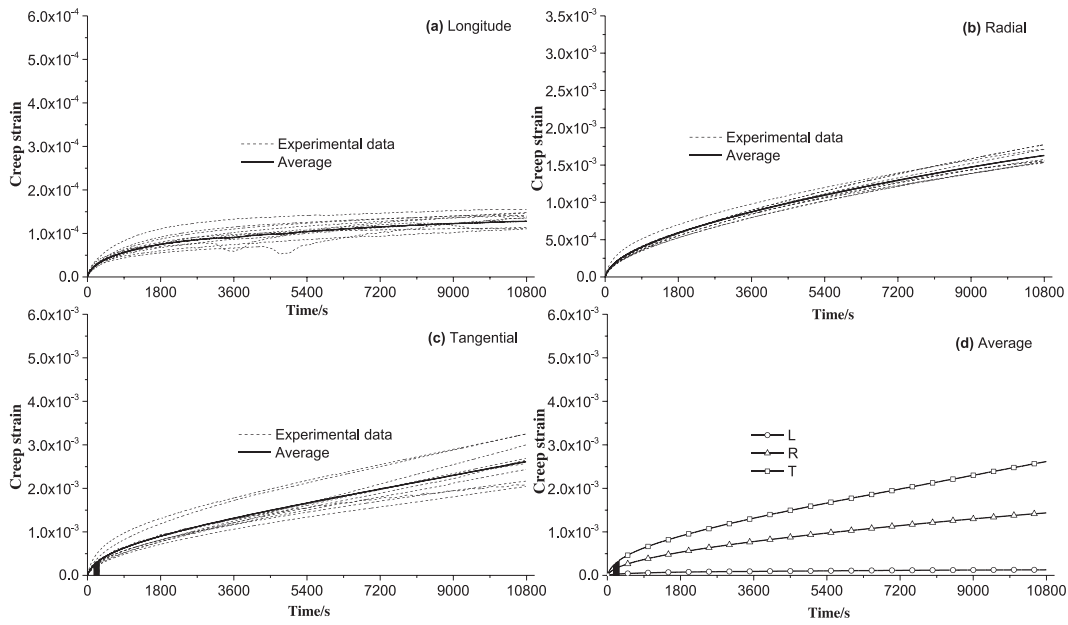 (a) Longitude
Creep strain
6.0x10⁻⁴
5.0x10⁻⁴
4.0x10⁻⁴
3.0x10⁻⁴
2.0x10⁻⁴
1.0x10⁻⁴
0.0
Experimental data
Average
0 1800 3600 5400 7200 9000 10800
Time/s
(b) Radial
Creep strain
3.5x10⁻³
3.0x10⁻³
2.5x10⁻³
2.0x10⁻³
1.5x10⁻³
1.0x10⁻³
5.0x10⁻⁴
0.0
Experimental data
Average
0 1800 3600 5400 7200 9000 10800
Time/s
(c) Tangential
Creep strain
6.0x10⁻³
5.0x10⁻³
4.0x10⁻³
3.0x10⁻³
2.0x10⁻³
1.0x10⁻³
0.0
Experimental data
Average
0 1800 3600 5400 7200 9000 10800
Time/s
(d) Average
Creep strain
6.0x10⁻³
5.0x10⁻³
4.0x10⁻³
3.0x10⁻³
2.0x10⁻³
1.0x10⁻³
0.0
L
R
T
0 1800 3600 5400 7200 9000 10800
Time/s